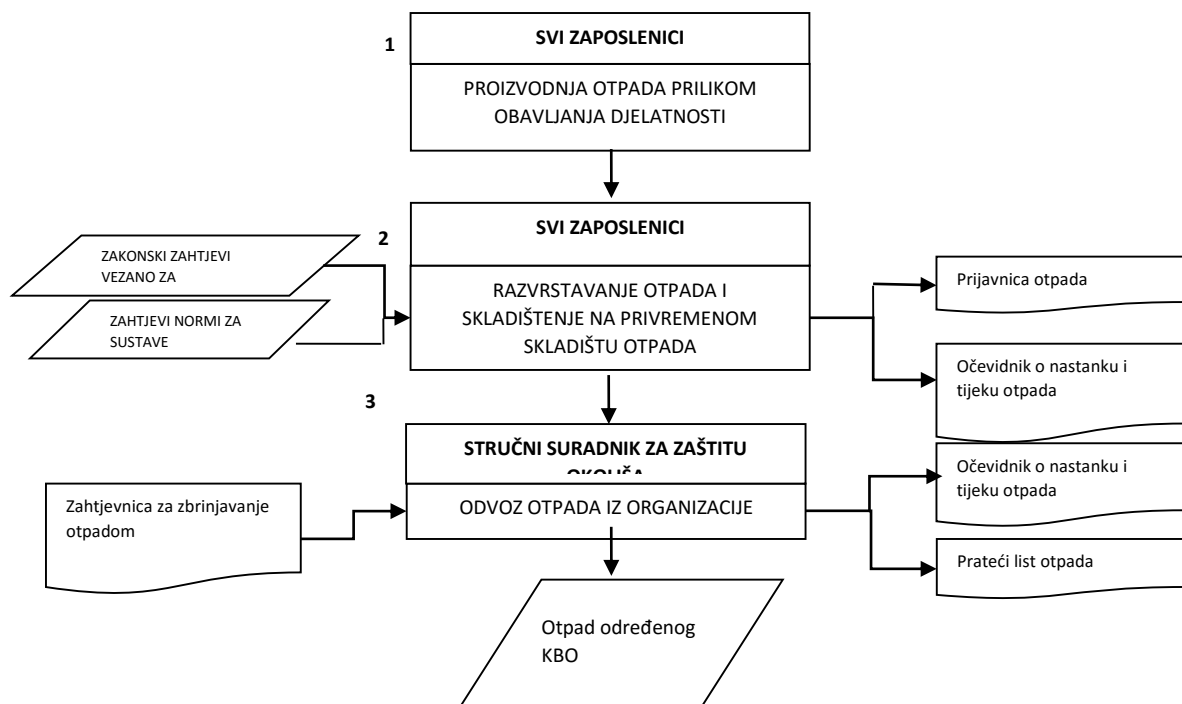 1
SVI ZAPOSLENICI
PROIZVODNJA OTPADA PRILIKOM
OBAVLJANJA DJELATNOSTI
2
SVI ZAPOSLENICI
ZAKONSKI ZAHTJEVI
VEZANO ZA
ZAHTJEVI NORMI ZA
SUSTAVE
RAZVRSTAVANJE OTPADA I
SKLADIŠTENJE NA PRIVREMENOM
SKLADIŠTU OTPADA
Prijavnica otpada
Očevidnik o nastanku i
tijeku otpada
3
STRUČNI SURADNIK ZA ZAŠTITU
Zahtjevnica za zbrinjavanje
otpadom
ODVOZ OTPADA IZ ORGANIZACIJE
Očevidnik o nastanku i
tijeku otpada
Prateći list otpada
Otpad određenog
KBO